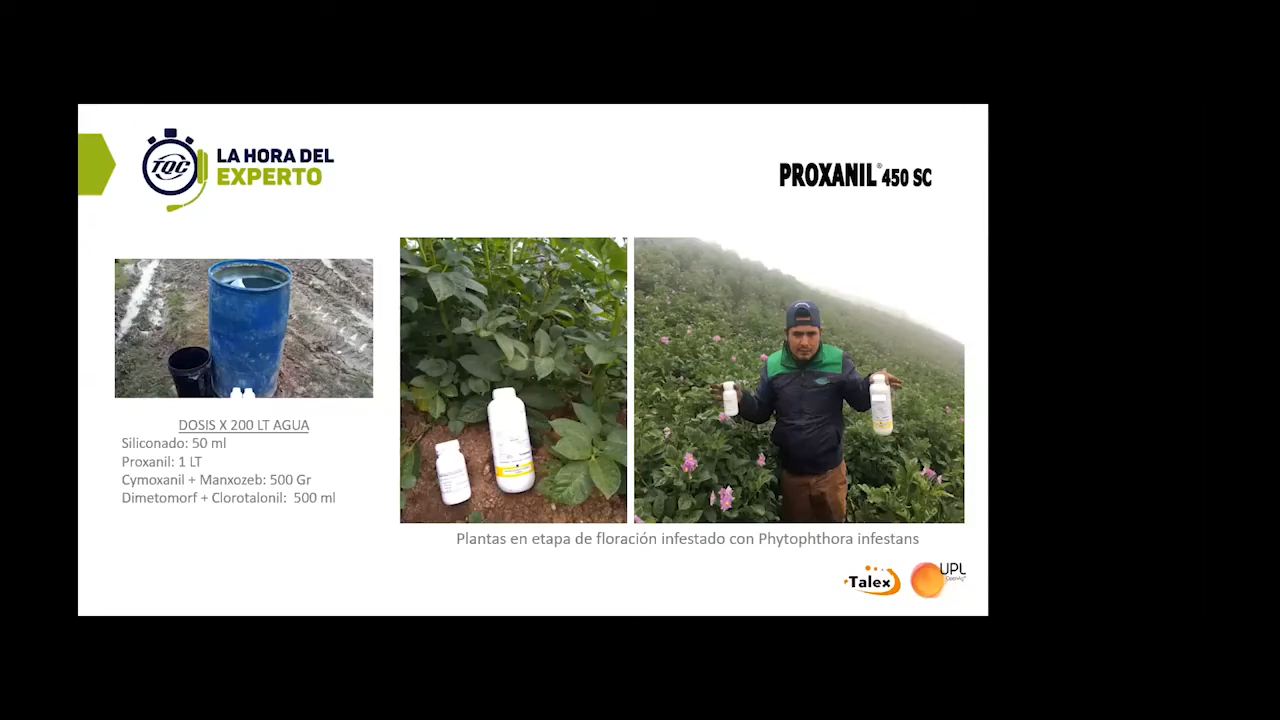 TQC
LA HORA DEL
EXPERTO
PROXANIL® 450 SC
DOSIS X 200 LT AGUA
Siliconado: 50 ml
Proxanil: 1 LT
Cymoxanil + Manxozeb: 500 Gr
Dimetomorf + Clorotalonil: 500 ml
Plantas en etapa de floración infestado con Phytophthora infestans
Talex
UPL